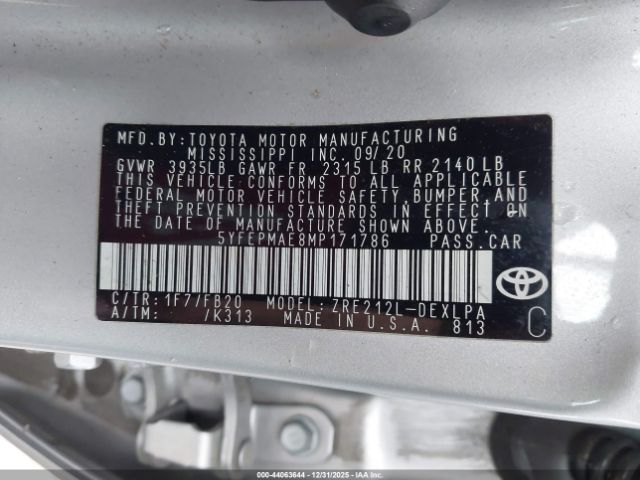 MFD. BY: TOYOTA MOTOR MANUFACTURING
MISSISSIPPI INC. 09/20
GVWR 3935LB GAWR FR 2315 LB RR 2140 LB
THIS VEHICLE CONFORMS TO ALL APPLICABLE
FEDERAL MOTOR VEHICLE SAFETY, BUMPER, AND
THEFT PREVENTION STANDARDS IN EFFECT ON
THE DATE OF MANUFACTURE SHOWN ABOVE.
5YFEPMAE8MP171786 PASS. CAR
C/TR: 1F7/FB20 MODEL: ZRE212L-DEXLPA
A/TM: /K313 MADE IN U.S.A. 813
C
000-44063644 - 12/31/2025 - IAAI.COM